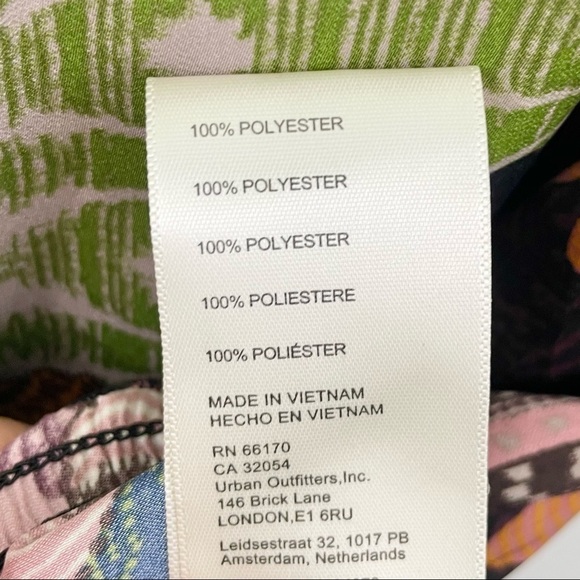 100% POLYESTER
100% POLYESTER
100% POLYESTER
100% POLIESTERE
100% POLIÉSTER
MADE IN VIETNAM
HECHO EN VIETNAM
RN 66170
CA 32054
Urban Outfitters,Inc.
146 Brick Lane
LONDON,E1 6RU
Leidsestraat 32, 1017 PB
Amsterdam, Netherlands